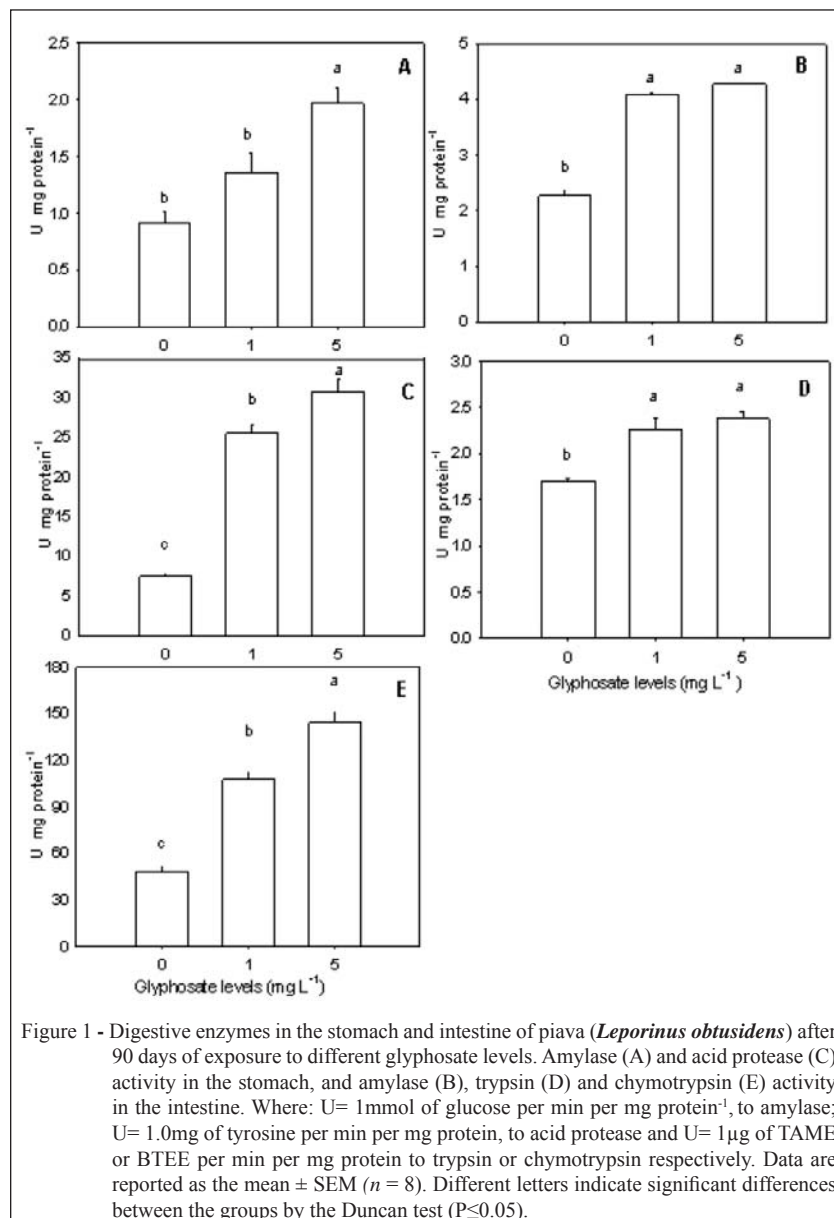 A
U mg protein⁻¹
2.5
2.0
1.5
1.0
0.5
0.0
b
b
a
0 1 5
B
U mg protein⁻¹
5
4
3
2
1
0
b
a
a
0 1 5
C
U mg protein⁻¹
35
30
25
20
15
10
5
0
c
b
a
0 1 5
D
U mg protein⁻¹
3.0
2.5
2.0
1.5
1.0
0.5
0.0
b
a
a
0 1 5
Glyphosate levels (mg L⁻¹)
E
U mg protein⁻¹
180
150
120
90
60
30
0
c
b
a
0 1 5
Glyphosate levels (mg L⁻¹)
Figure 1 - Digestive enzymes in the stomach and intestine of piava (Leporinus obtusidens) after
90 days of exposure to different glyphosate levels. Amylase (A) and acid protease (C)
activity in the stomach, and amylase (B), trypsin (D) and chymotrypsin (E) activity
in the intestine. Where: U= 1mmol of glucose per min per mg protein⁻¹, to amylase;
U= 1.0mg of tyrosine per min per mg protein, to acid protease and U= 1µg of TAME
or BTEE per min per mg protein to trypsin or chymotrypsin respectively. Data are
reported as the mean ± SEM (n = 8). Different letters indicate significant differences
between the groups by the Duncan test (P≤0.05).